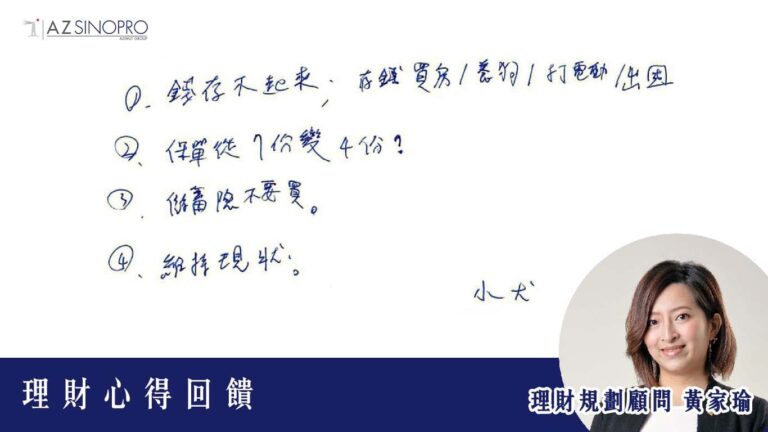 AZ SINOPRO
AZIMUT GROUP
①. 錢存不起來; 存錢買房/養狗/打電動/出國
②. 保單從7份變4份?
③. 儲蓄險不要買。
④. 維持現狀。
小犬
理財心得回饋
理財規劃顧問 黃家瑜